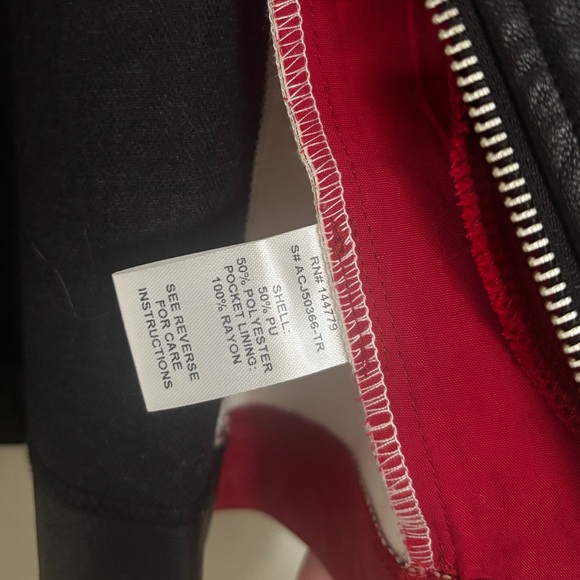 RN# 144779
S# ACJ50366-TR
SHELL:
50% PU
50% POLYESTER
POCKET LINING:
100% RAYON
SEE REVERSE
FOR CARE
INSTRUCTIONS